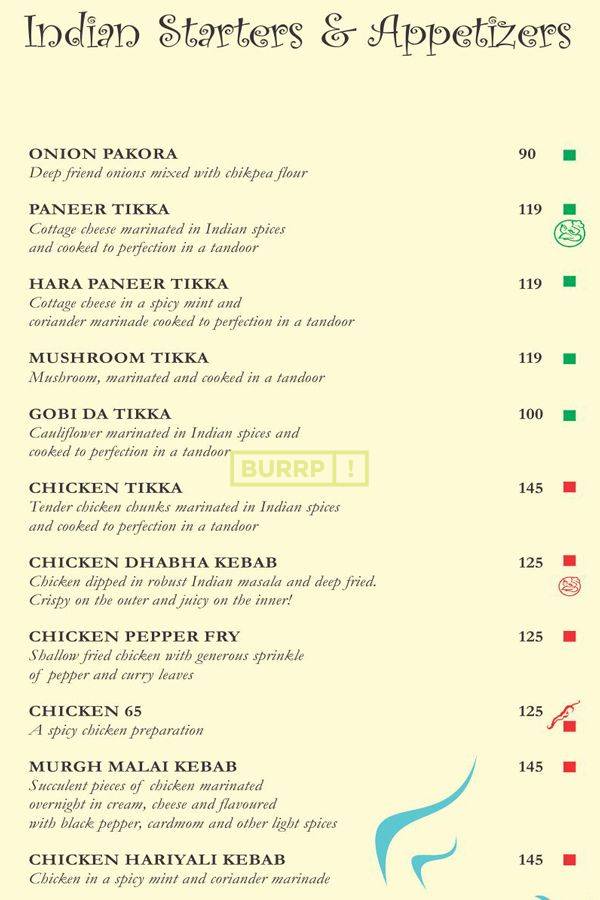 Indian Starters & Appetizers
ONION PAKORA 90
Deep friend onions mixed with chikpea flour
PANEER TIKKA 119
Cottage cheese marinated in Indian spices
and cooked to perfection in a tandoor
HARA PANEER TIKKA 119
Cottage cheese in a spicy mint and
coriander marinade cooked to perfection in a tandoor
MUSHROOM TIKKA 119
Mushroom, marinated and cooked in a tandoor
GOBI DA TIKKA 100
Cauliflower marinated in Indian spices and
cooked to perfection in a tandoor
BURRP !
CHICKEN TIKKA 145
Tender chicken chunks marinated in Indian spices
and cooked to perfection in a tandoor
CHICKEN DHABHA KEBAB 125
Chicken dipped in robust Indian masala and deep fried.
Crispy on the outer and juicy on the inner!
CHICKEN PEPPER FRY 125
Shallow fried chicken with generous sprinkle
of pepper and curry leaves
CHICKEN 65 125
A spicy chicken preparation
MURGH MALAI KEBAB 145
Succulent pieces of chicken marinated
overnight in cream, cheese and flavoured
with black pepper, cardmom and other light spices
CHICKEN HARIYALI KEBAB 145
Chicken in a spicy mint and coriander marinade